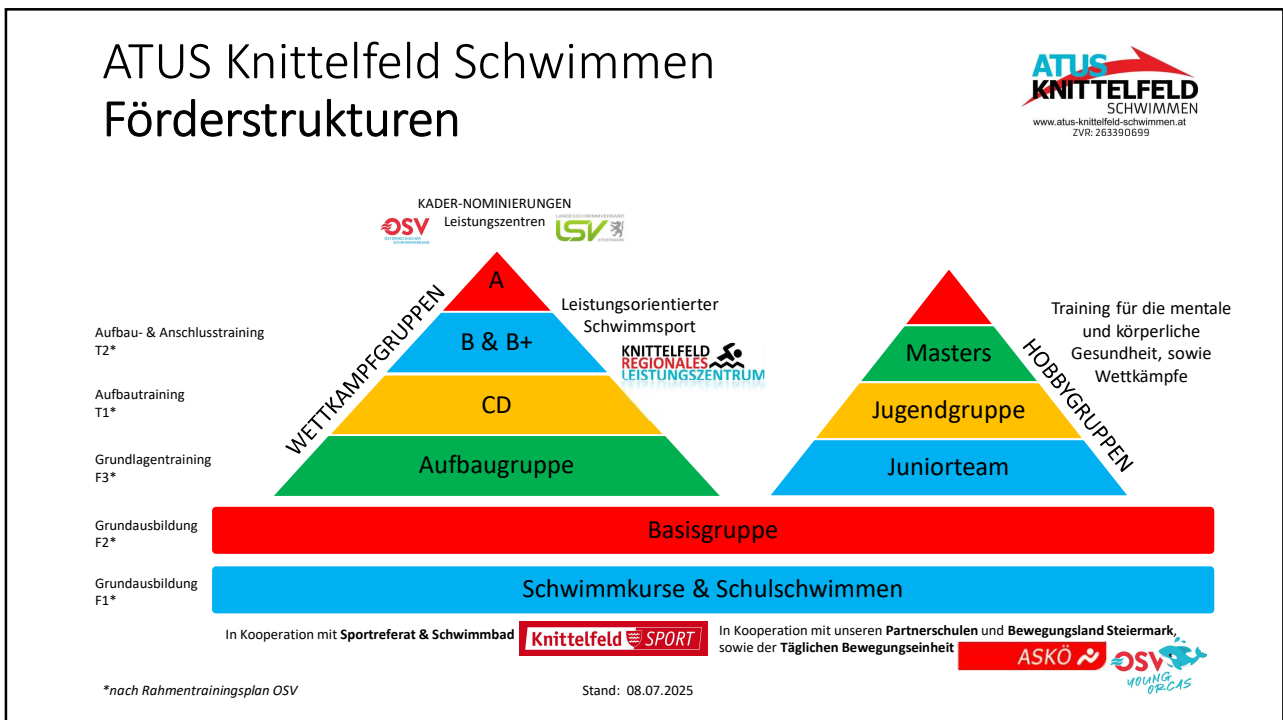 ATUS Knittelfeld Schwimmen
Förderstrukturen
ATUS
KNITTELFELD
SCHWIMMEN
www.atus-knittelfeld-schwimmen.at
ZVR: 263390699
KADER-NOMINIERUNGEN
Leistungszentren
OSV
ÖSTERREICHISCHER
SCHWIMMVERBAND
LANDESSCHWIMMVERBAND
LSV
STEIERMARK
WETTKAMPFGRUPPEN
A
B & B+
CD
Aufbaugruppe
Leistungsorientierter
Schwimmsport
KNITTELFELD
REGIONALES
LEISTUNGSZENTRUM
Masters
Jugendgruppe
Juniorteam
HOBBYGRUPPEN
Training für die mentale
und körperliche
Gesundheit, sowie
Wettkämpfe
Aufbau- & Anschlusstraining
T2*
Aufbautraining
T1*
Grundlagentraining
F3*
Grundausbildung
F2*
Basisgruppe
Grundausbildung
F1*
Schwimmkurse & Schulschwimmen
In Kooperation mit Sportreferat & Schwimmbad
Knittelfeld SPORT
In Kooperation mit unseren Partnerschulen und Bewegungsland Steiermark,
sowie der Täglichen Bewegungseinheit
ASKÖ
OSV
YOUNG
ORCAS
*nach Rahmentrainingsplan OSV
Stand: 08.07.2025